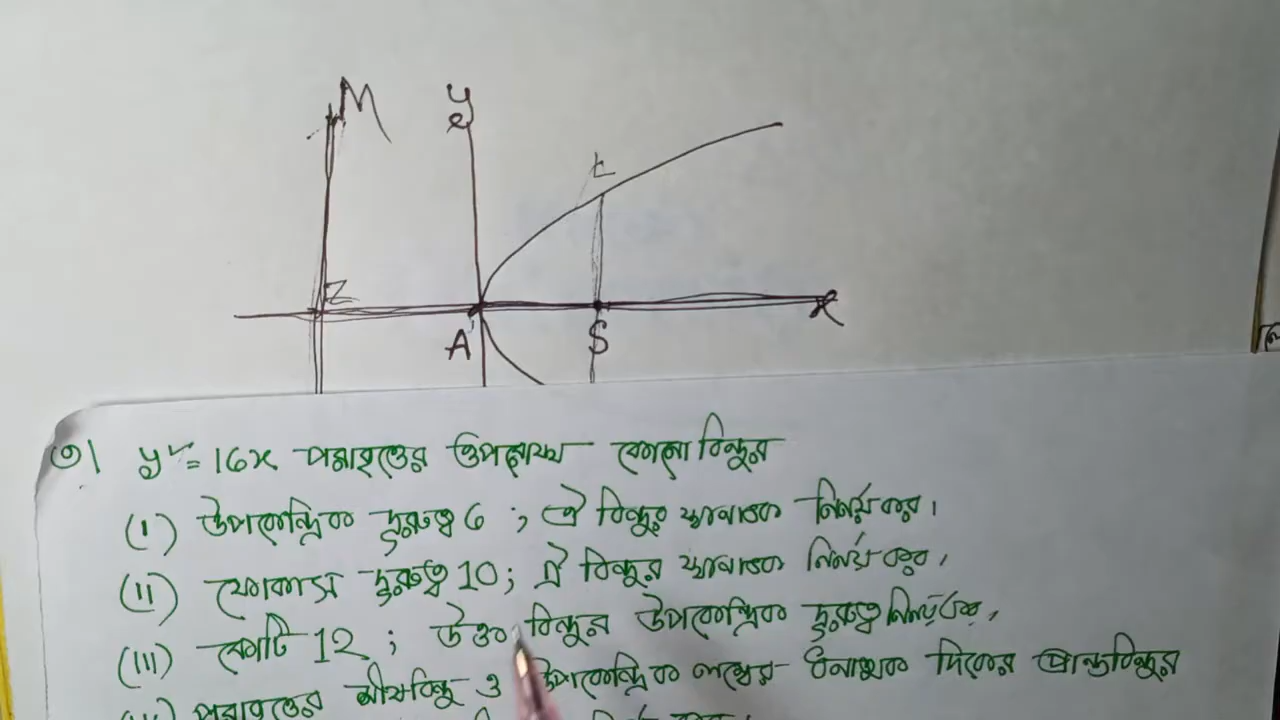 M
y
L
Z
A
S
x
৩। y² = 16x পরাবৃত্তের উপরোস্থ কোনো বিন্দুর
(i) উপকেন্দ্রিক দূরত্ব 6 ; ঐ বিন্দুর স্থানাংক নির্ণয় কর।
(ii) ফোকাস দূরত্ব 10; ঐ বিন্দুর স্থানাংক নির্ণয় কর,
(iii) কোটি 12 ; উক্ত বিন্দুর উপকেন্দ্রিক দূরত্ব নির্ণয় কর,
পরাবৃত্তের শীর্ষবিন্দু ও উপকেন্দ্রিক লম্বের ধনাত্মক দিকের প্রান্তবিন্দুর